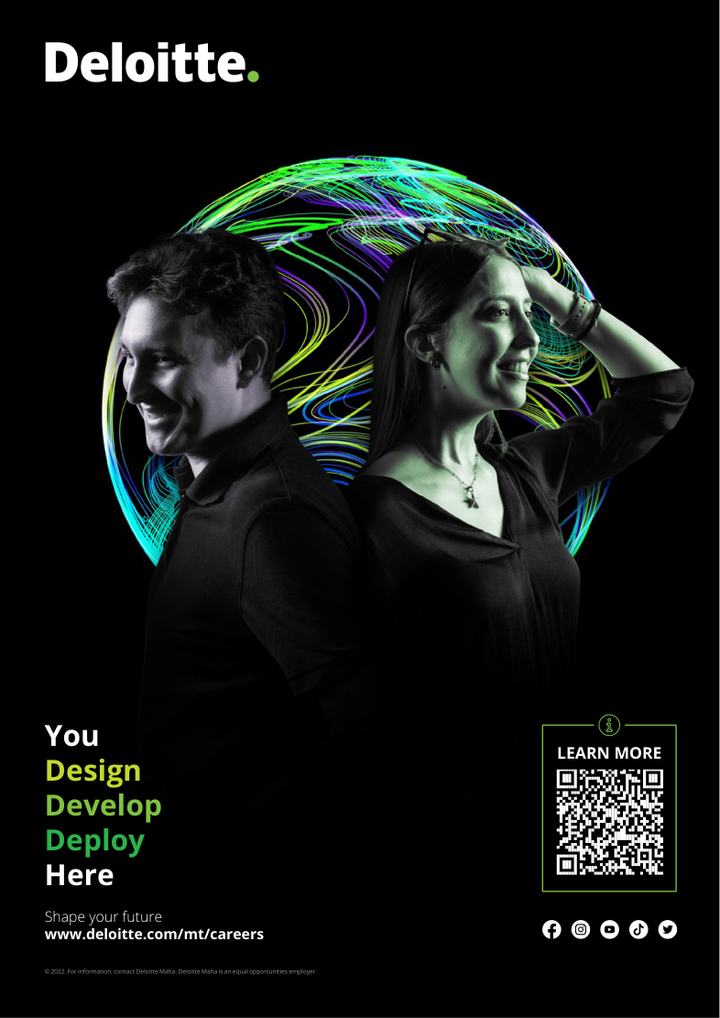 Deloitte.
You
Design
Develop
Deploy
Here
Shape your future
www.deloitte.com/mt/careers
© 2022. For information, contact Deloitte Malta. Deloitte Malta is an equal opportunities employer.
i
LEARN MORE